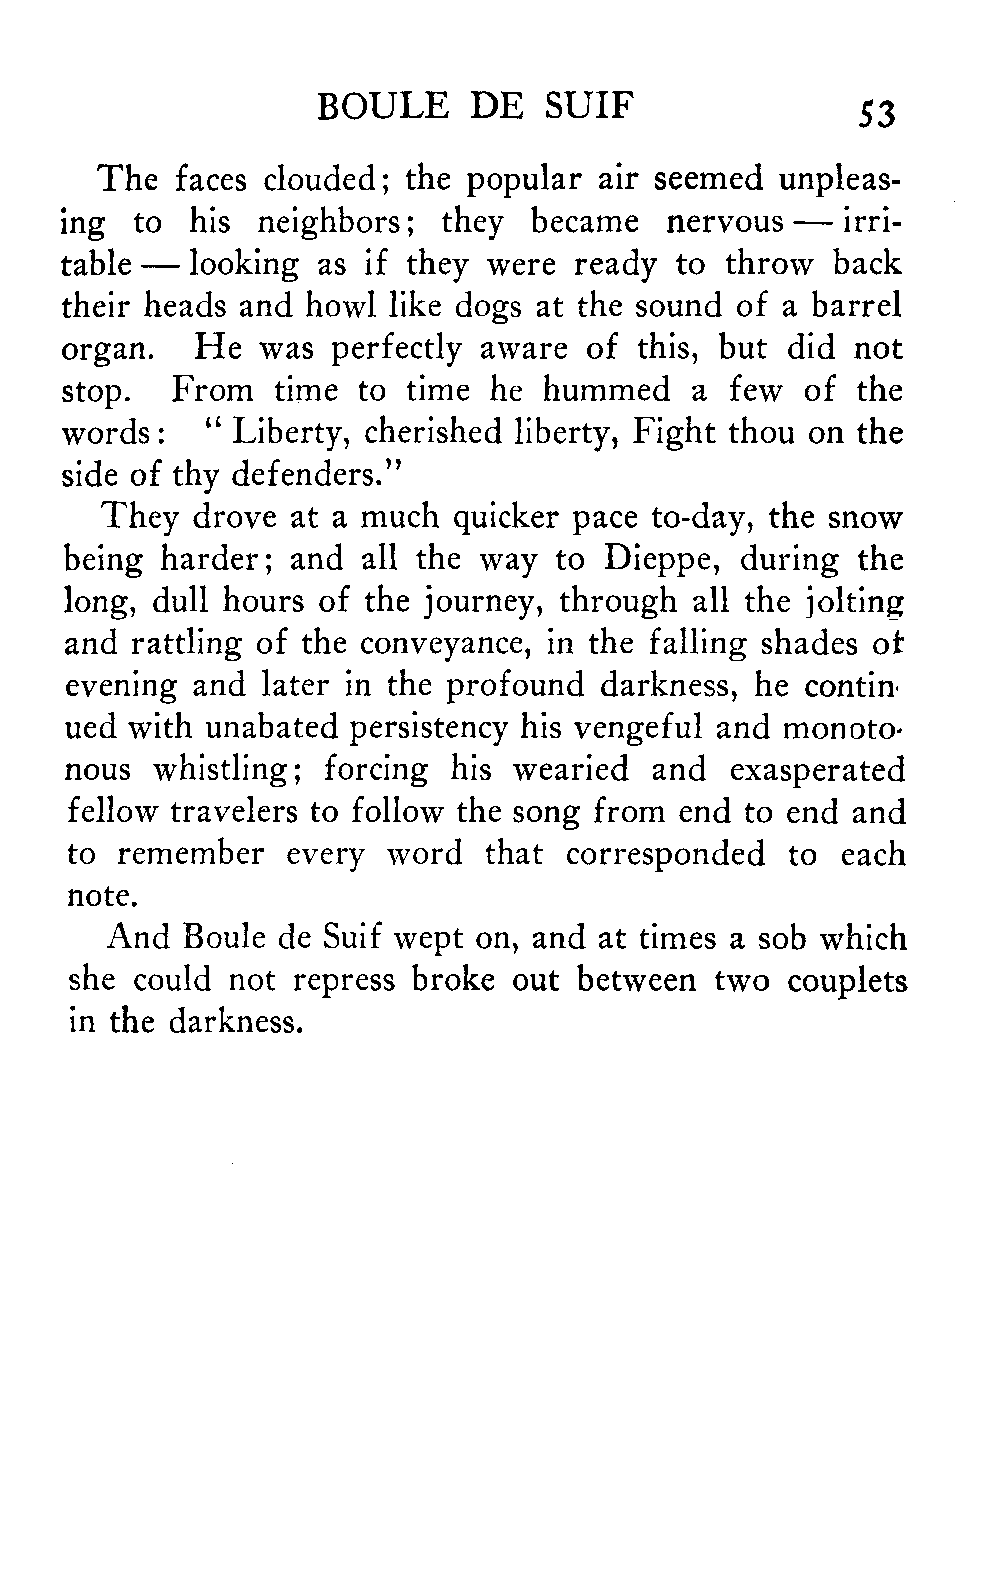 BOULE DE SUIF 53
The faces clouded; the popular air seemed unpleas-
ing to his neighbors; they became nervous — irri-
table — looking as if they were ready to throw back
their heads and howl like dogs at the sound of a barrel
organ. He was perfectly aware of this, but did not
stop. From time to time he hummed a few of the
words: “ Liberty, cherished liberty, Fight thou on the
side of thy defenders.”
They drove at a much quicker pace to-day, the snow
being harder; and all the way to Dieppe, during the
long, dull hours of the journey, through all the jolting
and rattling of the conveyance, in the falling shades of
evening and later in the profound darkness, he contin-
ued with unabated persistency his vengeful and monoto-
nous whistling; forcing his wearied and exasperated
fellow travelers to follow the song from end to end and
to remember every word that corresponded to each
note.
And Boule de Suif wept on, and at times a sob which
she could not repress broke out between two couplets
in the darkness.